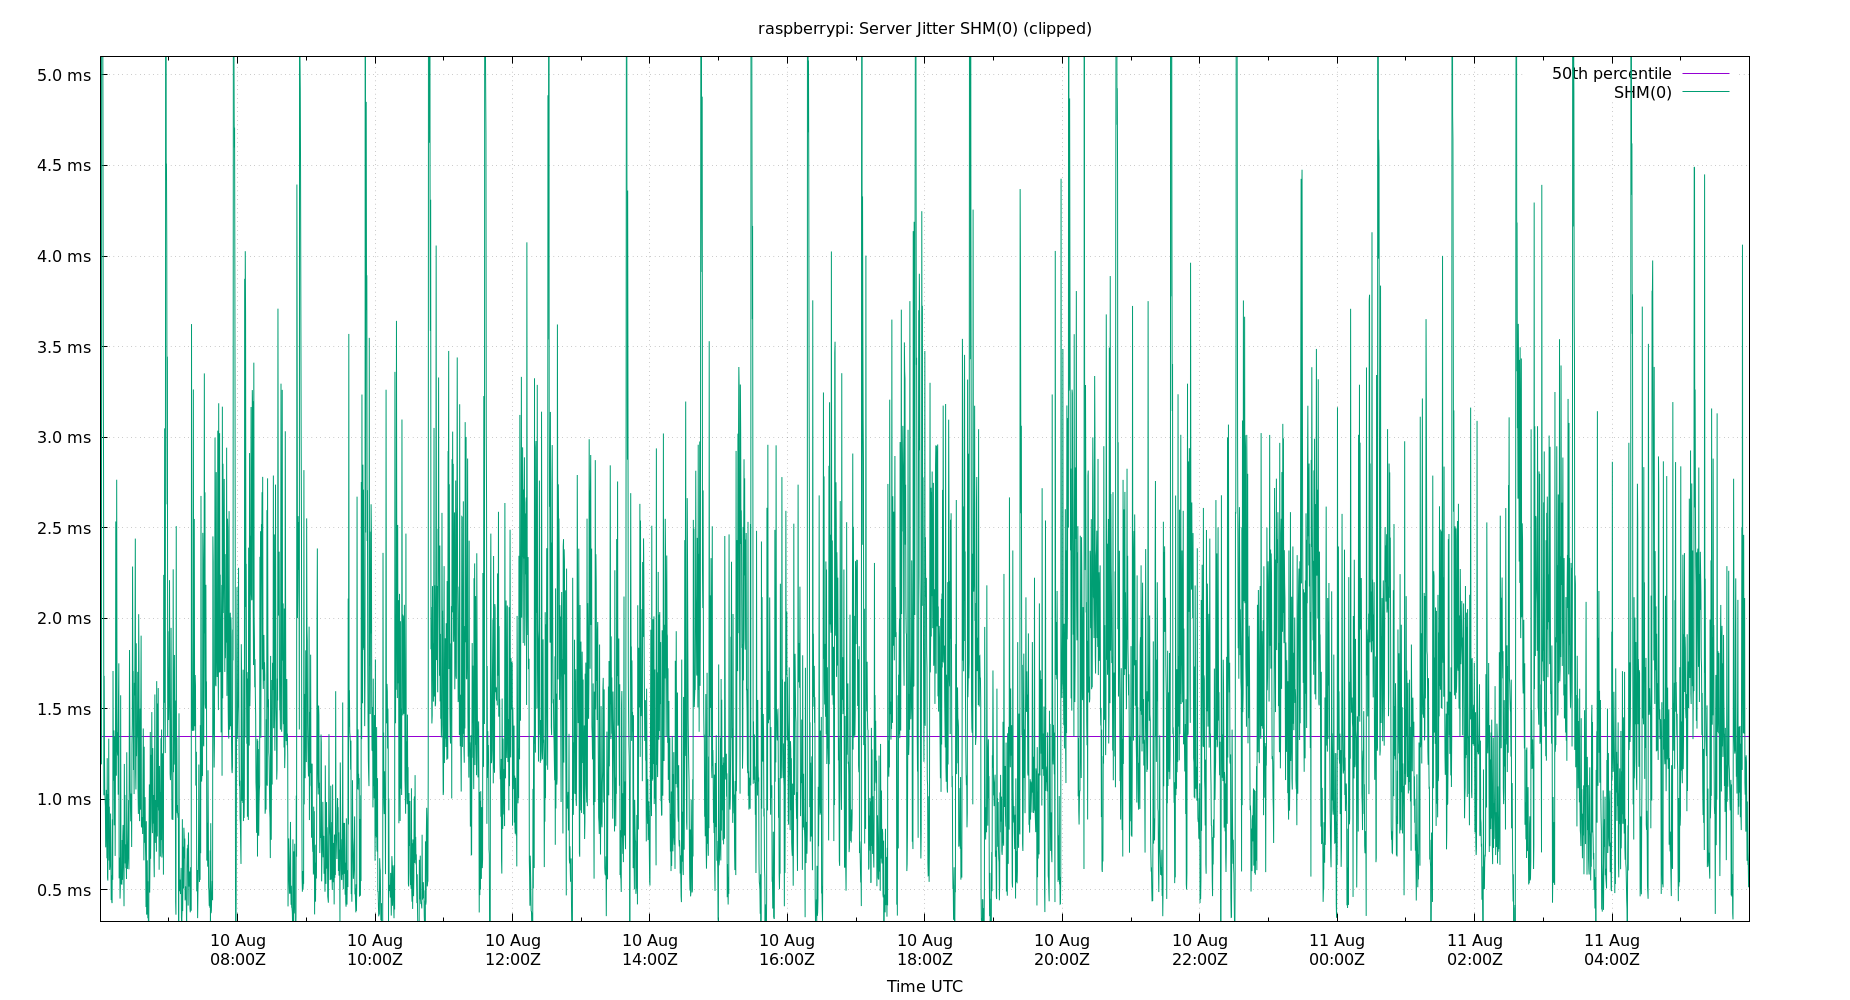 raspberrypi: Server Jitter SHM(0) (clipped)
5.0 ms
4.5 ms
4.0 ms
3.5 ms
3.0 ms
2.5 ms
2.0 ms
1.5 ms
1.0 ms
0.5 ms
50th percentile
SHM(0)
10 Aug 10 Aug 10 Aug 10 Aug 10 Aug 10 Aug 10 Aug 10 Aug 11 Aug 11 Aug 11 Aug
08:00Z 10:00Z 12:00Z 14:00Z 16:00Z 18:00Z 20:00Z 22:00Z 00:00Z 02:00Z 04:00Z
Time UTC